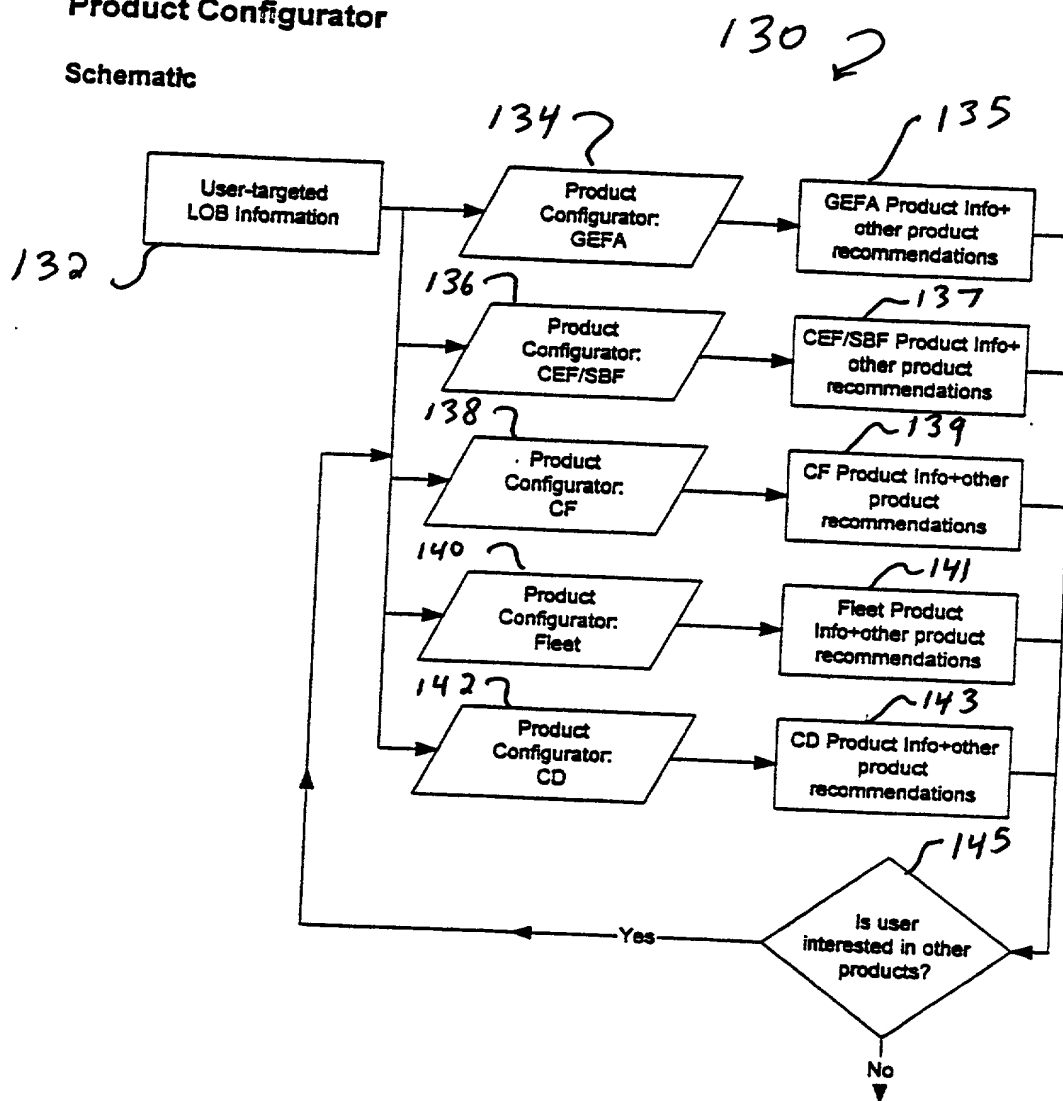 Product Configurator
Schematic
130
134
135
User-targeted
LOB Information
132
Product
Configurator:
GEFA
GEFA Product Info+
other product
recommendations
136
137
Product
Configurator:
CEF/SBF
CEF/SBF Product Info+
other product
recommendations
138
139
Product
Configurator:
CF
CF Product Info+other
product
recommendations
140
141
Product
Configurator:
Fleet
Fleet Product
Info+other product
recommendations
142
143
Product
Configurator:
CD
CD Product Info+other
product
recommendations
145
Is user
interested in other
products?
Yes
No